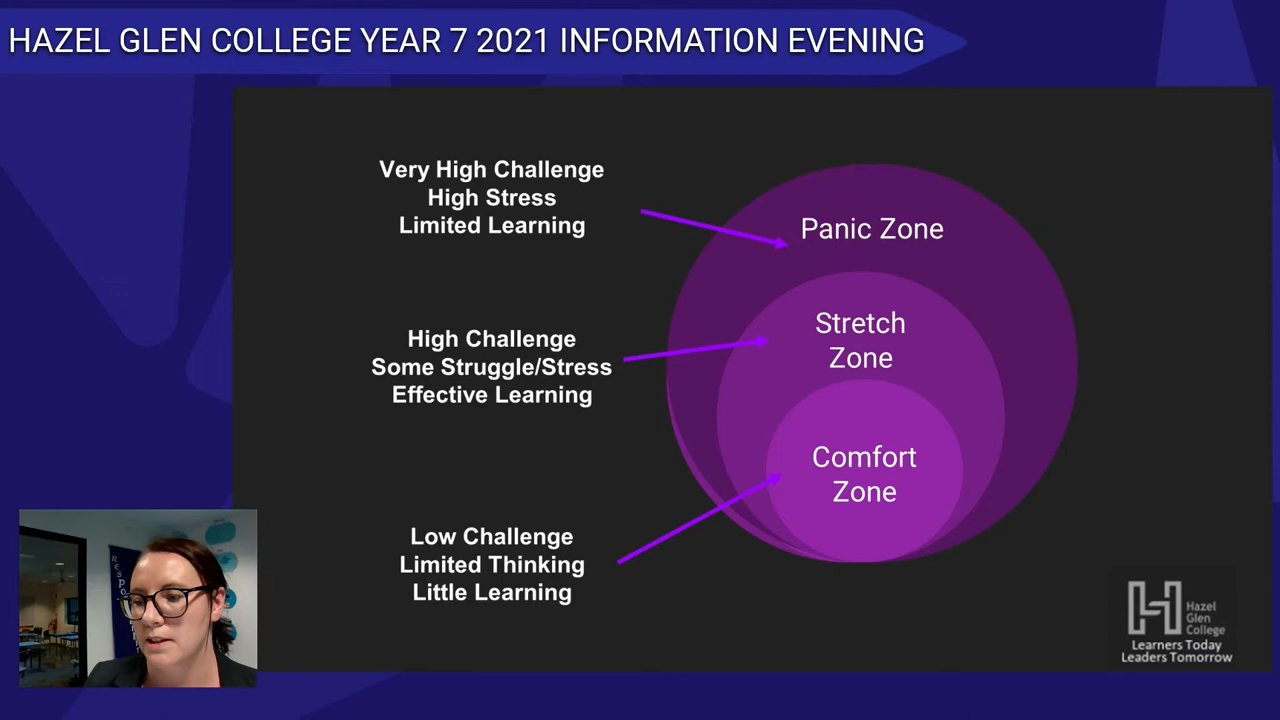 HAZEL GLEN COLLEGE YEAR 7 2021 INFORMATION EVENING
Very High Challenge
High Stress
Limited Learning
Panic Zone
High Challenge
Some Struggle/Stress
Effective Learning
Stretch
Zone
Comfort
Zone
Low Challenge
Limited Thinking
Little Learning
Hazel
Glen
College
Learners Today
Leaders Tomorrow